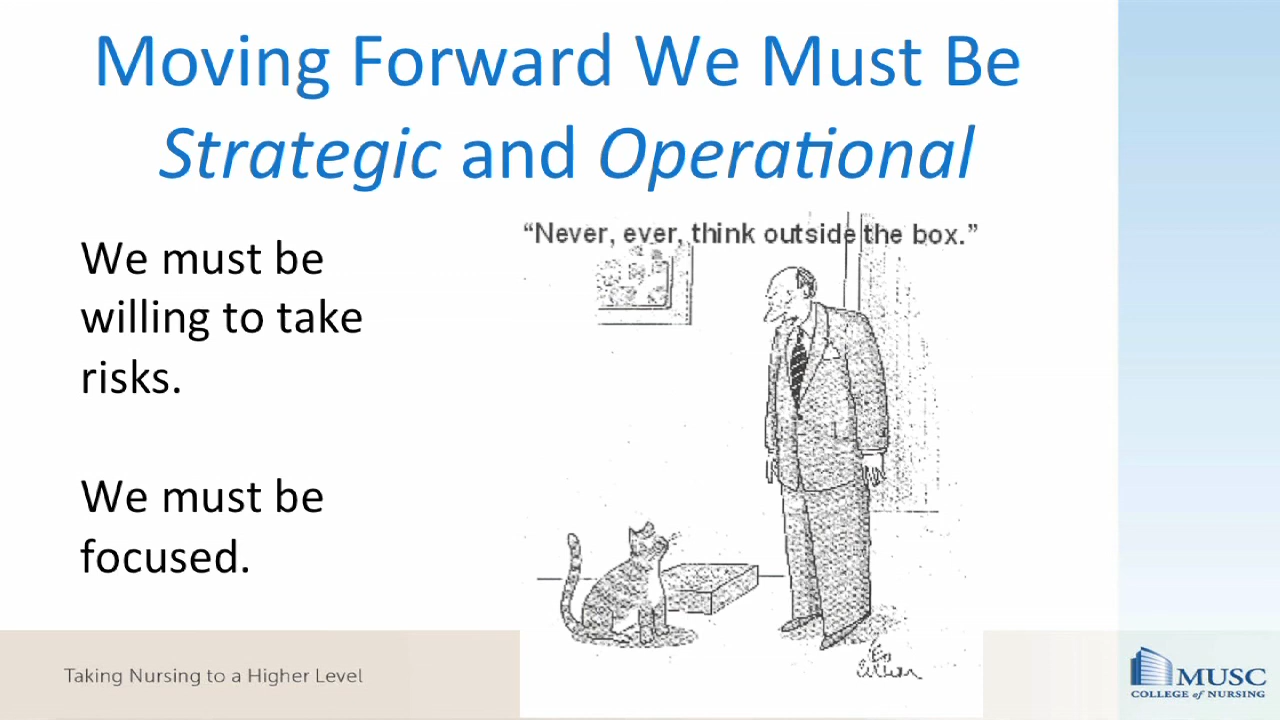 Moving Forward We Must Be
Strategic and Operational
We must be
willing to take
risks.
We must be
focused.
“Never, ever, think outside the box.”
Taking Nursing to a Higher Level
MUSC
COLLEGE of NURSING